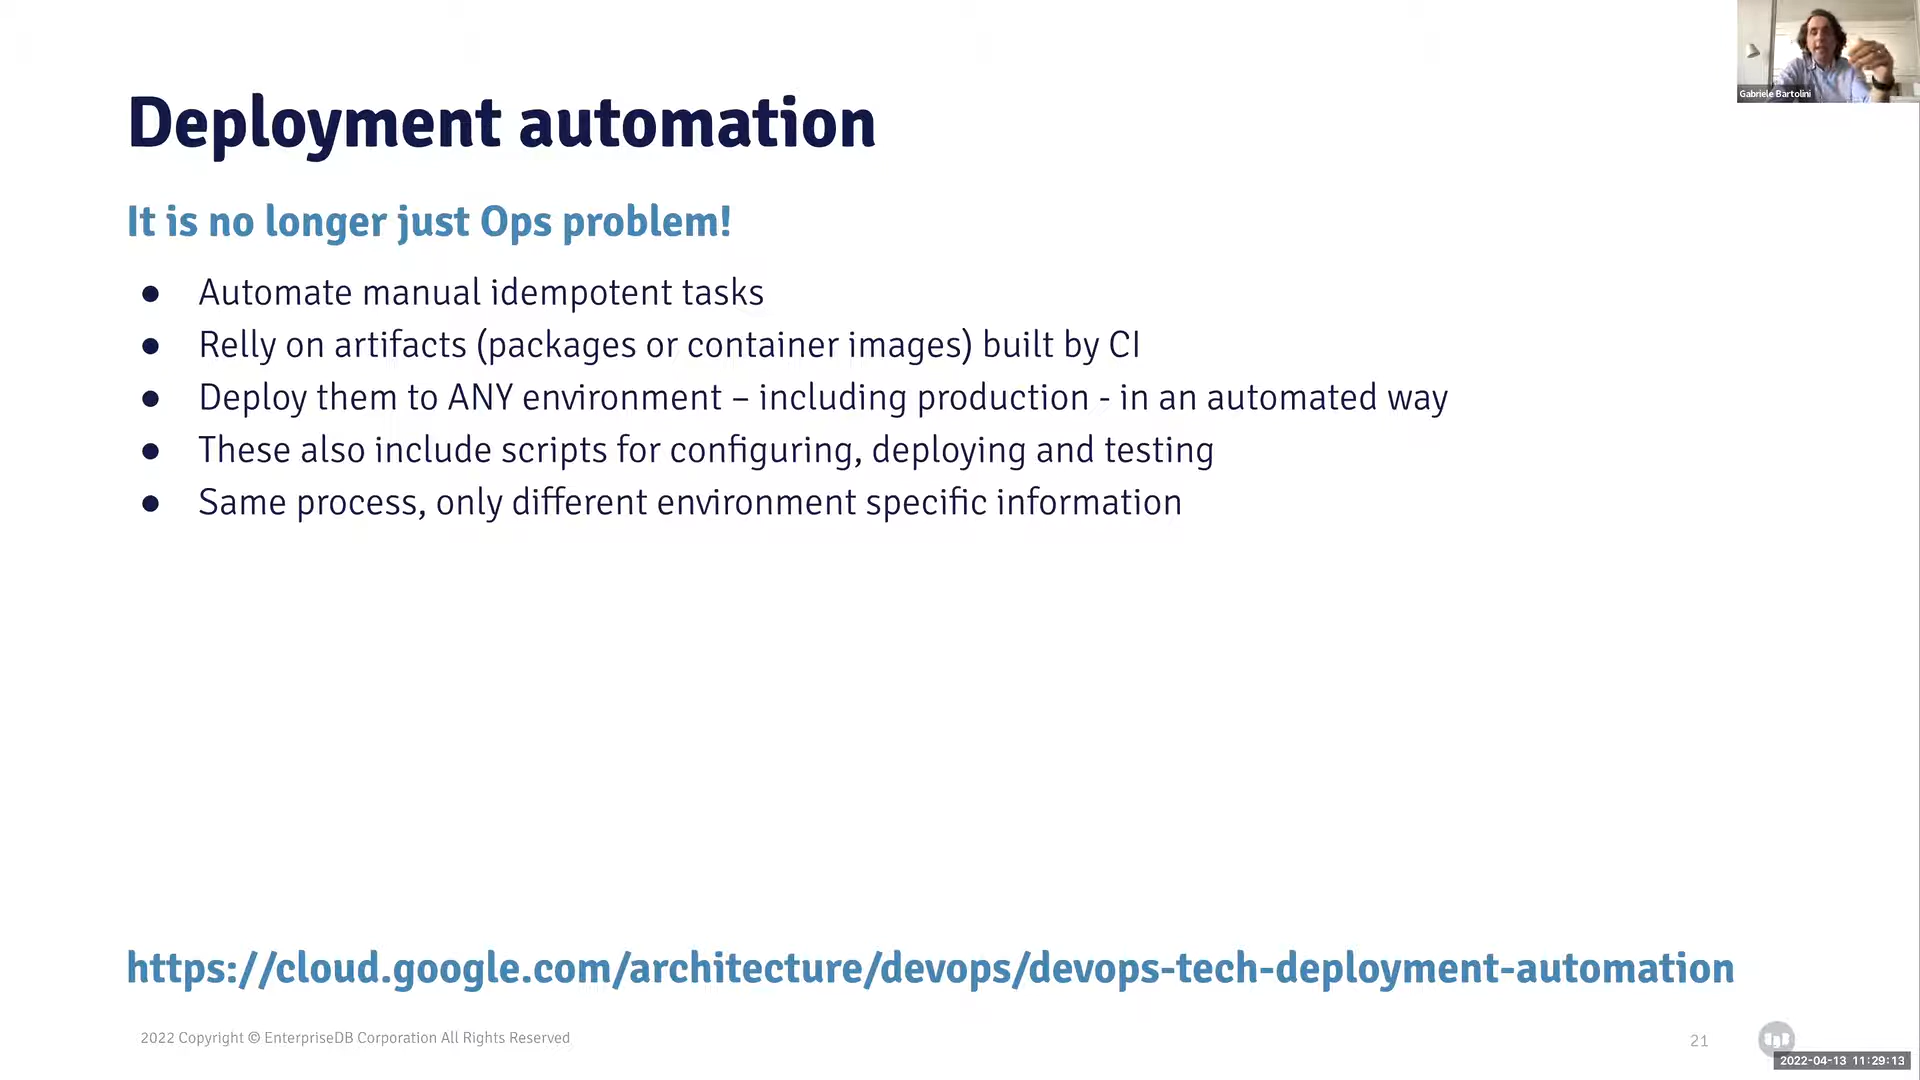 Gabriele Bartolini
Deployment automation
It is no longer just Ops problem!
● Automate manual idempotent tasks
● Relly on artifacts (packages or container images) built by CI
● Deploy them to ANY environment – including production - in an automated way
● These also include scripts for configuring, deploying and testing
● Same process, only different environment specific information
https://cloud.google.com/architecture/devops/devops-tech-deployment-automation
2022 Copyright © EnterpriseDB Corporation All Rights Reserved
21
2022-04-13 11:29:13